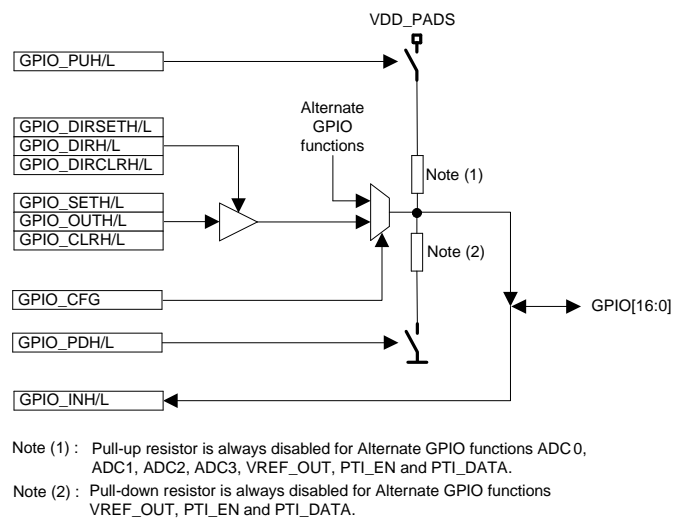 VDD_PADS
GPIO_PUH/L
Alternate
GPIO
functions
GPIO_DIRSETH/L
GPIO_DIRH/L
GPIO_DIRCLRH/L
Note (1)
GPIO_SETH/L
GPIO_OUTH/L
GPIO_CLRH/L
Note (2)
GPIO_CFG
GPIO[16:0]
GPIO_PDH/L
GPIO_INH/L
Note (1) : Pull-up resistor is always disabled for Alternate GPIO functions ADC0,
ADC1, ADC2, ADC3, VREF_OUT, PTI_EN and PTI_DATA.
Note (2) : Pull-down resistor is always disabled for Alternate GPIO functions
VREF_OUT, PTI_EN and PTI_DATA.